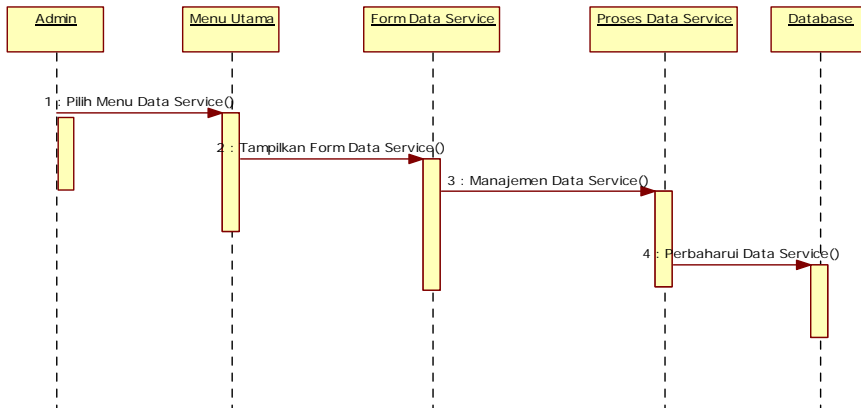 Admin
Menu Utama
Form Data Service
Proses Data Service
Database
1 : Pilih Menu Data Service()
2 : Tampilkan Form Data Service()
3 : Manajemen Data Service()
4 : Perbaharui Data Service()